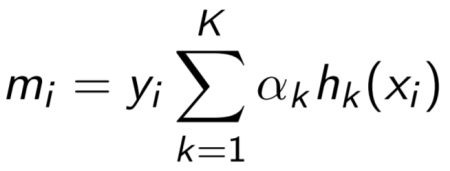 m_i = y_i \sum_{k=1}^{K} \alpha_k h_k(x_i)